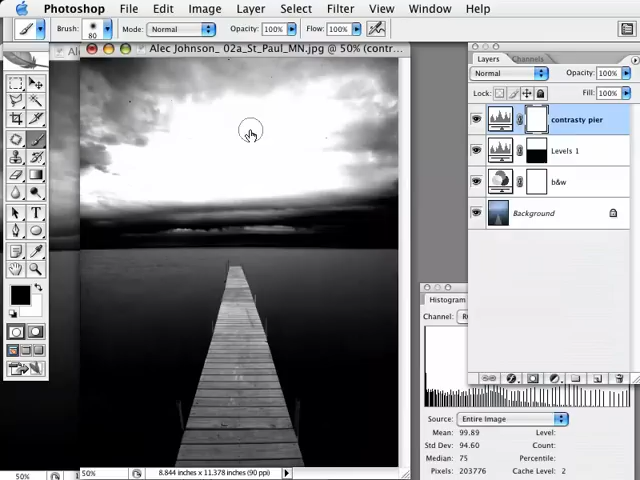 Photoshop File Edit Image Layer Select Filter View Window Help
Brush: 80 Mode: Normal Opacity: 100% Flow: 100%
Alec Johnson_ 02a_St_Paul_MN.jpg @ 50% (contr...
Layers Channels
Normal Opacity: 100%
Lock: Fill: 100%
contrasty pier
Levels 1
b&w
Background
Histogram
Channel:
Source: Entire Image
Mean: 99.89 Level:
Std Dev: 94.60 Count:
Median: 75 Percentile:
Pixels: 203776 Cache Level: 2
50% 50% 8.844 inches x 11.378 inches (90 ppi)